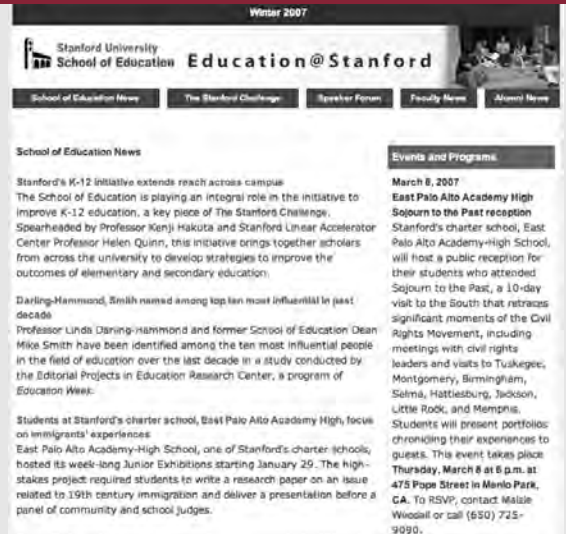 Winter 2007
Stanford University
School of Education
Education@Stanford
School of Education News
The Stanford Challenge
Speaker Forum
Faculty News
Alumni News
School of Education News
Stanford's K-12 initiative extends reach across campus
The School of Education is playing an integral role in the initiative to
improve K-12 education, a key piece of The Stanford Challenge.
Spearheaded by Professor Kenji Hakuta and Stanford Linear Accelerator
Center Professor Helen Quinn, this initiative brings together scholars
from across the university to develop strategies to improve the
outcomes of elementary and secondary education.
Darling-Hammond, Smith named among top ten most influential in past
decade
Professor Linda Darling-Hammond and former School of Education Dean
Mike Smith have been identified among the ten most influential people
in the field of education over the last decade in a study conducted by
the Editorial Projects in Education Research Center, a program of
Education Week.
Students at Stanford's charter school, East Palo Alto Academy High, focus
on immigrants' experiences
East Palo Alto Academy-High School, one of Stanford's charter schools,
hosted its week-long Junior Exhibitions starting January 29. The high-
stakes project required students to write a research paper on an issue
related to 19th century immigration and deliver a presentation before a
panel of community and school judges.
Events and Programs
March 8, 2007
East Palo Alto Academy High
Sojourn to the Past reception
Stanford's charter school, East
Palo Alto Academy-High School,
will host a public reception for
their students who attended
Sojourn to the Past, a 10-day
visit to the South that retraces
significant moments of the Civil
Rights Movement, including
meetings with civil rights
leaders and visits to Tuskegee,
Montgomery, Birmingham,
Selma, Hattiesburg, Jackson,
Little Rock, and Memphis.
Students will present portfolios
chronicling their experiences to
guests. This event takes place
Thursday, March 8 at 6 p.m. at
475 Pope Street in Menlo Park,
CA. To RSVP, contact Maizie
Woodall or call (650) 725-
9090.